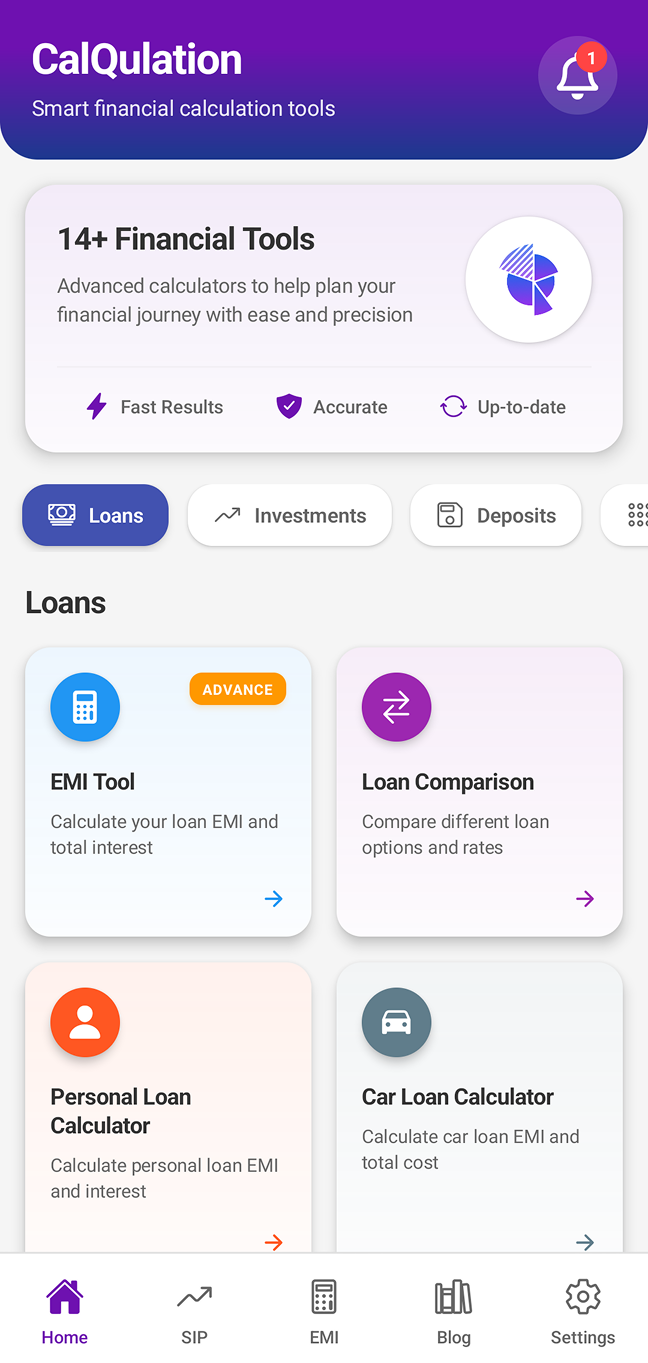 CalQulation
1
Smart financial calculation tools
14+ Financial Tools
Advanced calculators to help plan your
financial journey with ease and precision
Fast Results
Accurate
Up-to-date
Loans
Investments
Deposits
Loans
ADVANCE
EMI Tool
Calculate your loan EMI and
total interest
Loan Comparison
Compare different loan
options and rates
Personal Loan
Calculator
Calculate personal loan EMI
and interest
Car Loan Calculator
Calculate car loan EMI and
total cost
Home
SIP
EMI
Blog
Settings